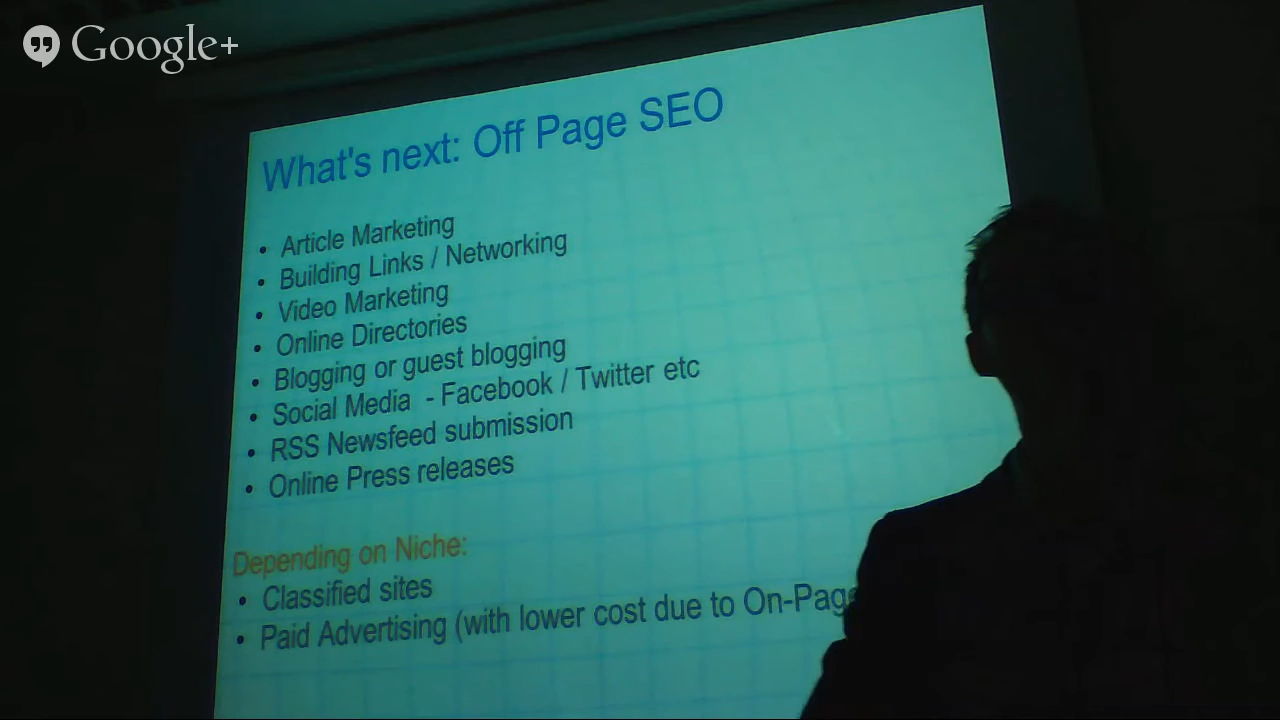 Google+
What's next: Off Page SEO
• Article Marketing
• Building Links / Networking
• Video Marketing
• Online Directories
• Blogging or guest blogging
• Social Media - Facebook / Twitter etc
• RSS Newsfeed submission
• Online Press releases
Depending on Niche:
• Classified sites
• Paid Advertising (with lower cost due to On-Page